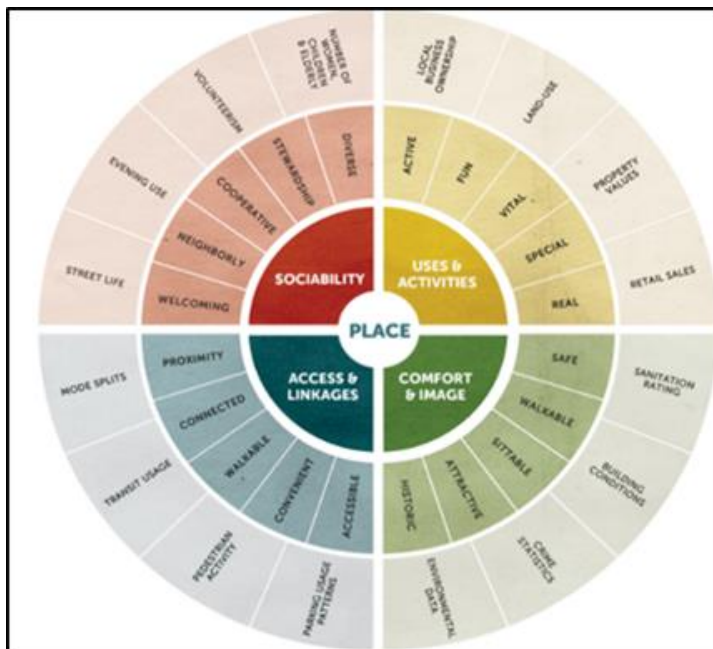 NUMBER OF
WOMEN,
CHILDREN
& ELDERLY
VOLUNTEERISM
EVENING USE
STREET LIFE
DIVERSE
STEWARDSHIP
COOPERATIVE
NEIGHBORLY
WELCOMING
SOCIABILITY
LOCAL
BUSINESS
OWNERSHIP
LAND-USE
PROPERTY
VALUES
RETAIL SALES
ACTIVE
FUN
VITAL
SPECIAL
REAL
USES &
ACTIVITIES
PLACE
ACCESS &
LINKAGES
PROXIMITY
CONNECTED
WALKABLE
CONVENIENT
ACCESSIBLE
MODE SPLITS
TRANSIT USAGE
PEDESTRIAN
ACTIVITY
PARKING USAGE
PATTERNS
COMFORT
& IMAGE
SAFE
WALKABLE
SITTABLE
ATTRACTIVE
HISTORIC
SANITATION
RATING
BUILDING
CONDITIONS
CRIME
STATISTICS
ENVIRONMENTAL
DATA